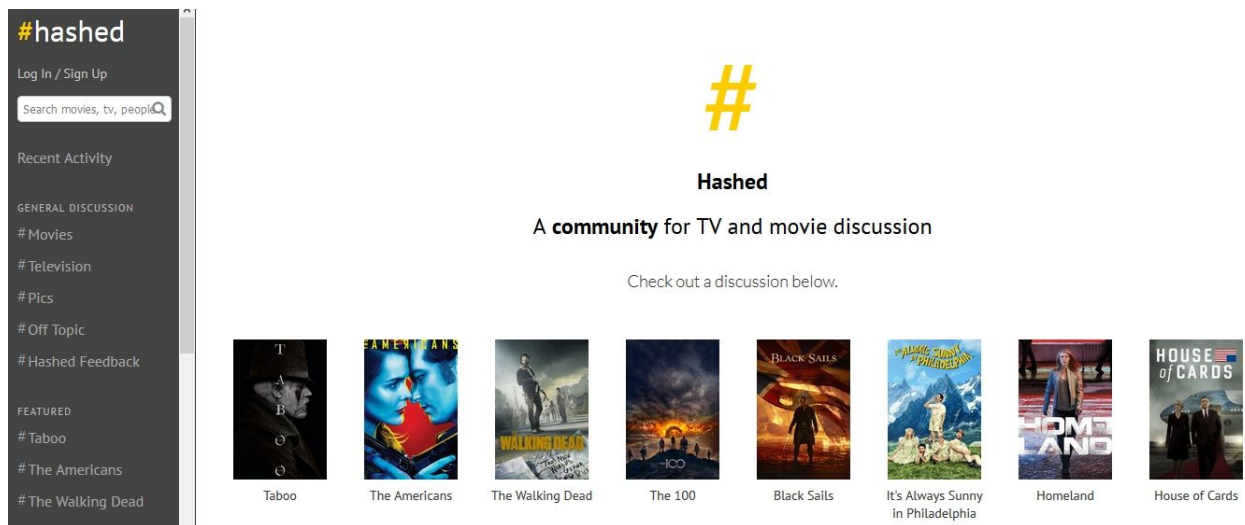 #hashed
Log In / Sign Up
Search movies, tv, people
Recent Activity
GENERAL DISCUSSION
#Movies
#Television
#Pics
#Off Topic
#Hashed Feedback
FEATURED
#Taboo
#The Americans
#The Walking Dead
#
Hashed
A community for TV and movie discussion
Check out a discussion below.
T
A
B
O
O
THE AMERICANS
WALKING DEAD
100
BLACK SAILS
IT'S ALWAYS SUNNY
in PHILADELPHIA
HOME
LAND
HOUSE
of CARDS
Taboo
The Americans
The Walking Dead
The 100
Black Sails
It's Always Sunny
in Philadelphia
Homeland
House of Cards